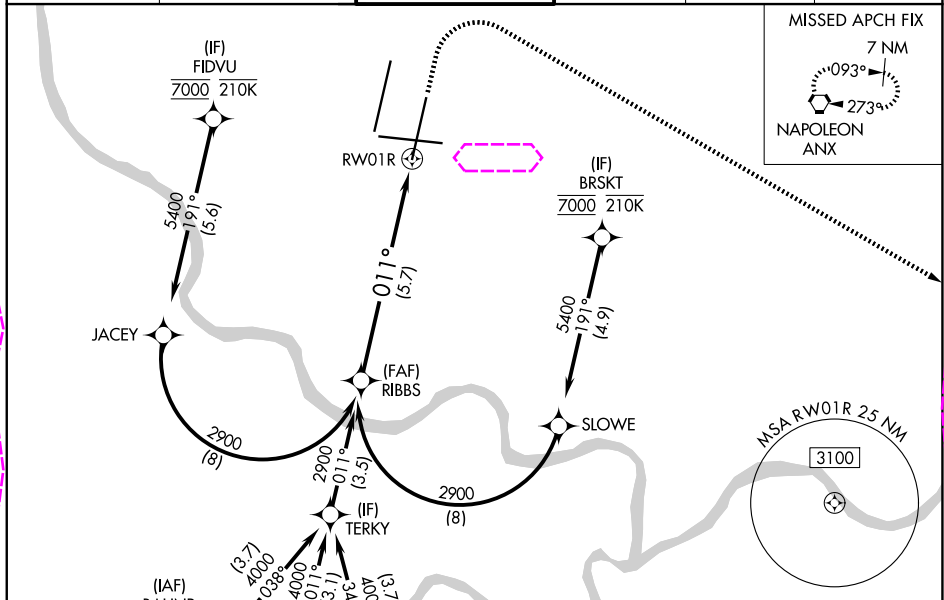 MISSED APCH FIX
7 NM
093°
273°
NAPOLEON
ANX
(IF)
FIDVU
7000 210K
5400
191°
(5.6)
RW01R
(IF)
BRSKT
7000 210K
011°
(5.7)
5400
191°
(4.9)
JACEY
(FAF)
RIBBS
SLOWE
2900
(8)
2900
011°
(3.5)
2900
(8)
MSA RW01R 25 NM
3100
(IF)
TERKY
(3.7)
4000
038°
4000
011°
(IAF)